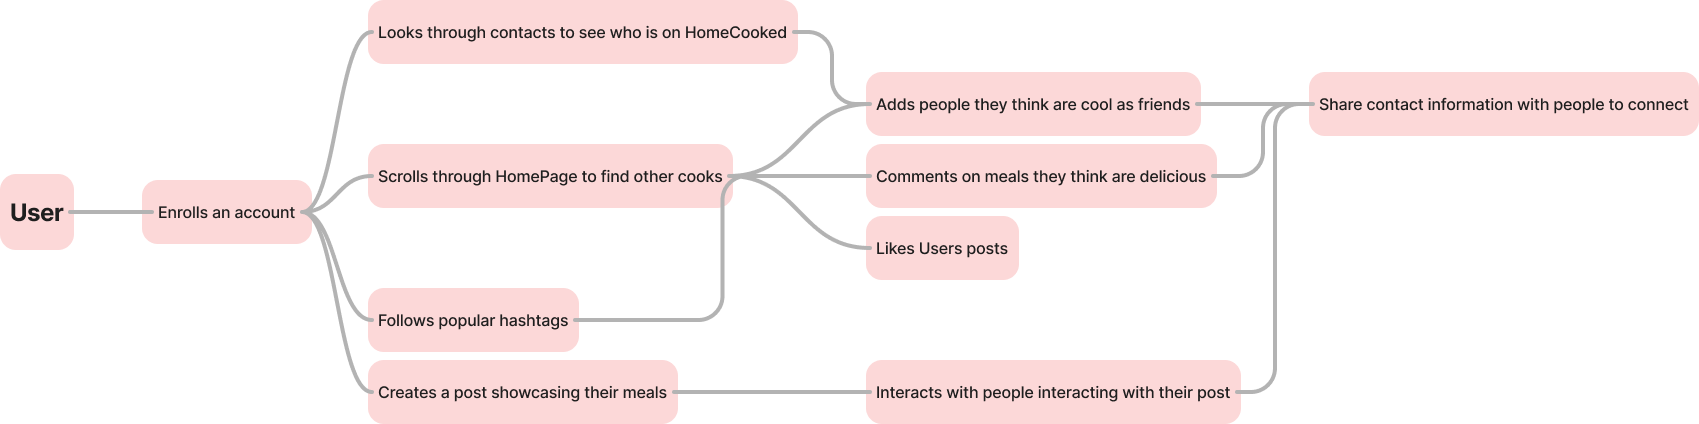 User
Enrolls an account
Looks through contacts to see who is on HomeCooked
Scrolls through HomePage to find other cooks
Follows popular hashtags
Creates a post showcasing their meals
Adds people they think are cool as friends
Comments on meals they think are delicious
Likes Users posts
Interacts with people interacting with their post
Share contact information with people to connect